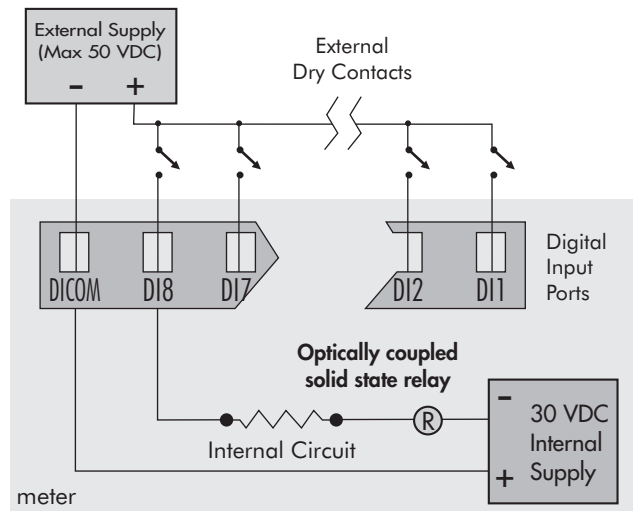 External Supply
(Max 50 VDC)
- +
External
Dry Contacts
DICOM DI8 DI7 DI2 DI1
Digital
Input
Ports
Optically coupled
solid state relay
R
Internal Circuit
-
30 VDC
Internal
Supply
+
meter